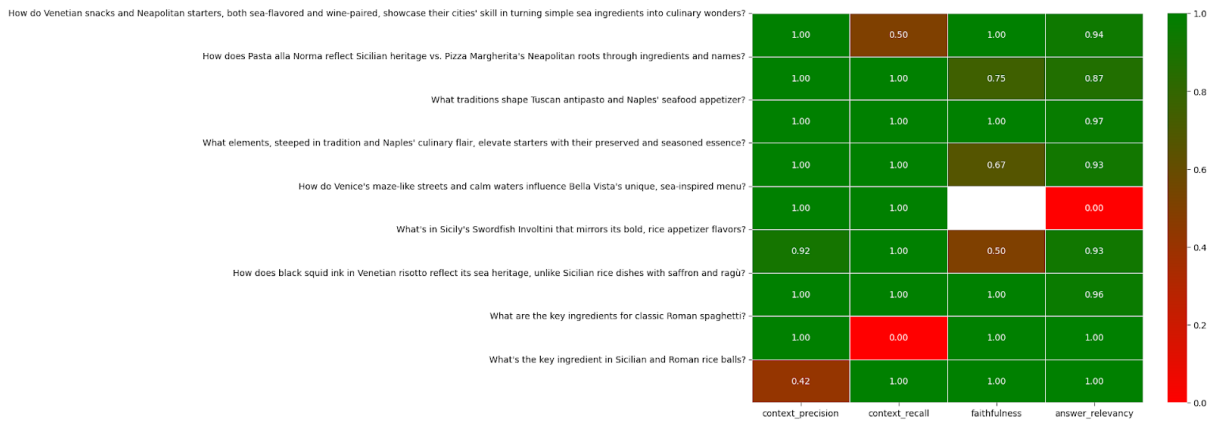 How do Venetian snacks and Neapolitan starters, both sea-flavored and wine-paired, showcase their cities' skill in turning simple sea ingredients into culinary wonders?
1.00 0.50 1.00 0.94
How does Pasta alla Norma reflect Sicilian heritage vs. Pizza Margherita's Neapolitan roots through ingredients and names?
1.00 1.00 0.75 0.87
What traditions shape Tuscan antipasto and Naples' seafood appetizer?
1.00 1.00 1.00 0.97
What elements, steeped in tradition and Naples' culinary flair, elevate starters with their preserved and seasoned essence?
1.00 1.00 0.67 0.93
How do Venice's maze-like streets and calm waters influence Bella Vista's unique, sea-inspired menu?
1.00 1.00 0.00
What's in Sicily's Swordfish Involtini that mirrors its bold, rice appetizer flavors?
0.92 1.00 0.50 0.93
How does black squid ink in Venetian risotto reflect its sea heritage, unlike Sicilian rice dishes with saffron and ragù?
1.00 1.00 1.00 0.96
What are the key ingredients for classic Roman spaghetti?
1.00 0.00 1.00 1.00
What's the key ingredient in Sicilian and Roman rice balls?
0.42 1.00 1.00 1.00
context_precision context_recall faithfulness answer_relevancy
1.0
0.8
0.6
0.4
0.2
0.0